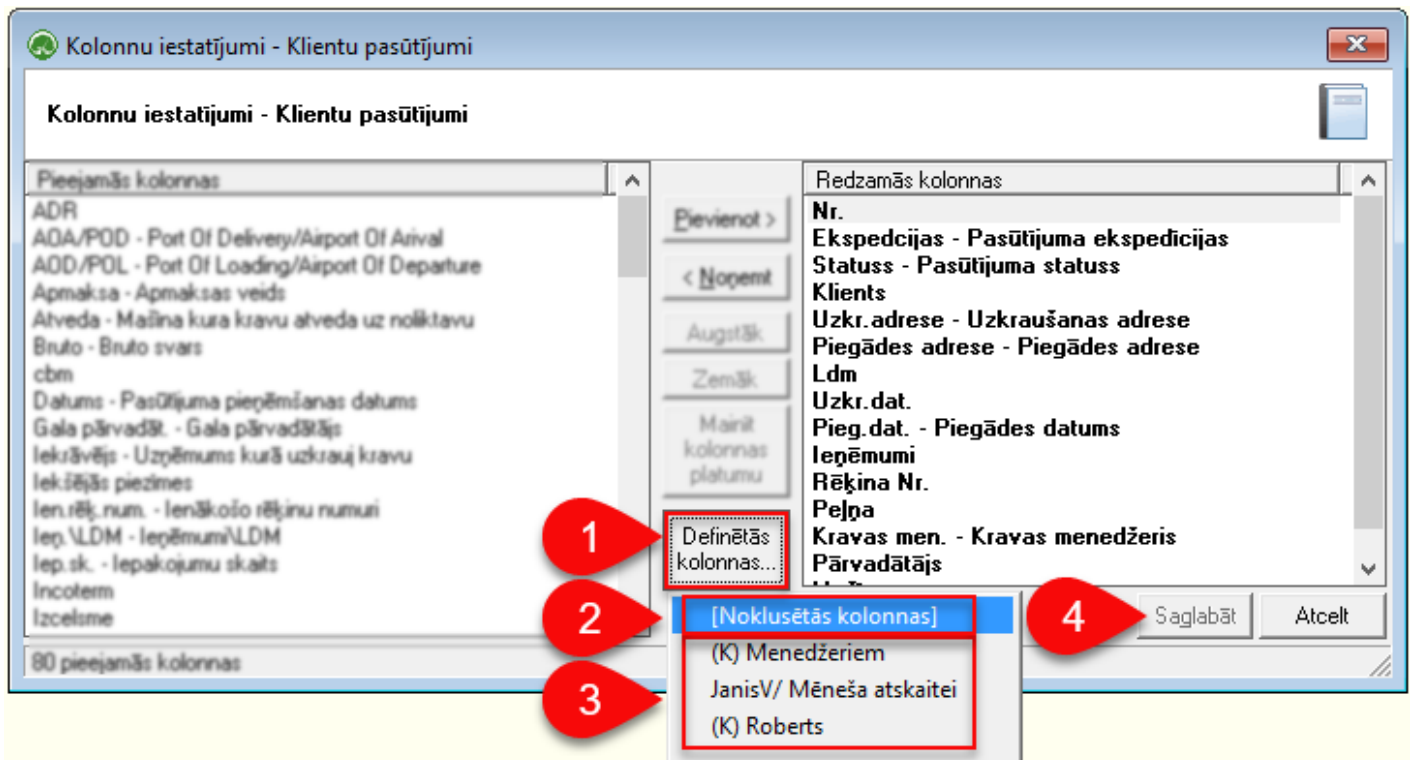 Kolonnu iestatījumi - Klientu pasūtījumi
Kolonnu iestatījumi - Klientu pasūtījumi
Pieejamās kolonnas
ADR
AOA/POD - Port Of Delivery/Airport Of Arival
AOD/POL - Port Of Loading/Airport Of Departure
Apmaksa - Apmaksas veids
Atveda - Mašīna kura kravu atveda uz noliktavu
Bruto - Bruto svars
cbm
Datums - Pasūtījuma pieņēmšanas datums
Gala pārvadāt. - Gala pārvadātājs
Iekrāvējs - Uzņēmums kurā uzkrauj kravu
Iekšējās piezīmes
Ien.rēķ.num. - Ienākošo rēķinu numuri
Ieņ.\LDM - Ieņēmumi\LDM
Iep.sk. - Iepakojumu skaits
Incoterm
Izcelsme
80 pieejamās kolonnas
Pievienot >
< Noņemt
Augstāk
Zemāk
Mainīt
kolonnas
platumu
1
Definētās
kolonnas...
Redzamās kolonnas
Nr.
Ekspedcijas - Pasūtījuma ekspedīcijas
Statuss - Pasūtījuma statuss
Klients
Uzkr.adrese - Uzkraušanas adrese
Piegādes adrese - Piegādes adrese
Ldm
Uzkr.dat.
Pieg.dat. - Piegādes datums
Ieņēmumi
Rēķina Nr.
Peļņa
Kravas men. - Kravas menedžeris
Pārvadātājs
2
[Noklusētās kolonnas]
3
(K) Menedžeriem
JanisV/ Mēneša atskaitei
(K) Roberts
4
Saglabāt
Atcelt